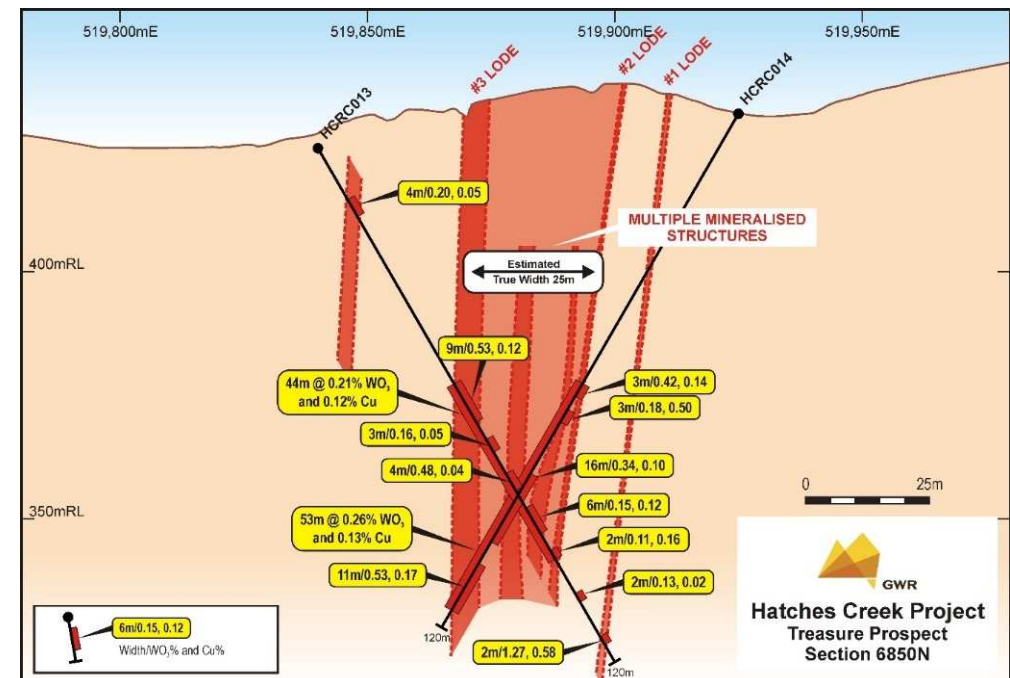 519,800mE
519,850mE
519,900mE
519,950mE
#3 LODE
#2 LODE
#1 LODE
HCRC013
HCRC014
4m/0.20, 0.05
MULTIPLE MINERALISED
STRUCTURES
400mRL
Estimated
True Width 25m
9m/0.53, 0.12
44m @ 0.21% WO₃
and 0.12% Cu
3m/0.42, 0.14
3m/0.18, 0.50
3m/0.16, 0.05
4m/0.48, 0.04
16m/0.34, 0.10
0
25m
6m/0.15, 0.12
350mRL
53m @ 0.26% WO₃
and 0.13% Cu
2m/0.11, 0.16
11m/0.53, 0.17
2m/0.13, 0.02
120m
2m/1.27, 0.58
120m
GWR
Hatches Creek Project
Treasure Prospect
Section 6850N
6m/0.15, 0.12
Width/WO₃% and Cu%